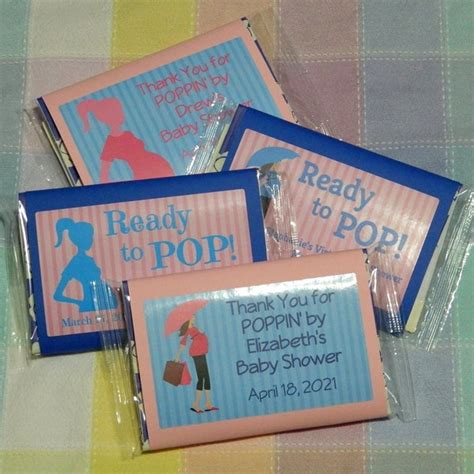 Thank You for
POPPIN' by
Drew's
Baby Shower
Ready
to POP!
Ready
to POP!
Shower
March
Thank You for
POPPIN' by
Elizabeth's
Baby Shower
April 18, 2021